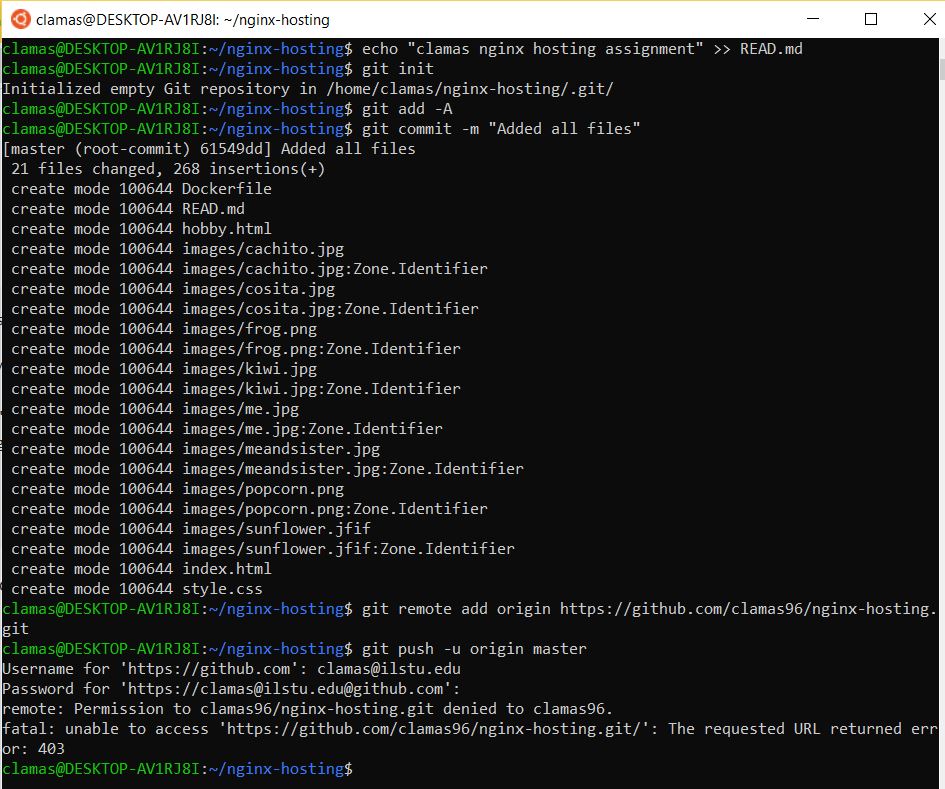 clamas@DESKTOP-AV1RJ8I: ~/nginx-hosting
clamas@DESKTOP-AV1RJ8I:~/nginx-hosting$ echo "clamas nginx hosting assignment" >> READ.md
clamas@DESKTOP-AV1RJ8I:~/nginx-hosting$ git init
Initialized empty Git repository in /home/clamas/nginx-hosting/.git/
clamas@DESKTOP-AV1RJ8I:~/nginx-hosting$ git add -A
clamas@DESKTOP-AV1RJ8I:~/nginx-hosting$ git commit -m "Added all files"
[master (root-commit) 61549dd] Added all files
 21 files changed, 268 insertions(+)
 create mode 100644 Dockerfile
 create mode 100644 READ.md
 create mode 100644 hobby.html
 create mode 100644 images/cachito.jpg
 create mode 100644 images/cachito.jpg:Zone.Identifier
 create mode 100644 images/cosita.jpg
 create mode 100644 images/cosita.jpg:Zone.Identifier
 create mode 100644 images/frog.png
 create mode 100644 images/frog.png:Zone.Identifier
 create mode 100644 images/kiwi.jpg
 create mode 100644 images/kiwi.jpg:Zone.Identifier
 create mode 100644 images/me.jpg
 create mode 100644 images/me.jpg:Zone.Identifier
 create mode 100644 images/meandsister.jpg
 create mode 100644 images/meandsister.jpg:Zone.Identifier
 create mode 100644 images/popcorn.png
 create mode 100644 images/popcorn.png:Zone.Identifier
 create mode 100644 images/sunflower.jfif
 create mode 100644 images/sunflower.jfif:Zone.Identifier
 create mode 100644 index.html
 create mode 100644 style.css
clamas@DESKTOP-AV1RJ8I:~/nginx-hosting$ git remote add origin https://github.com/clamas96/nginx-hosting.
git
clamas@DESKTOP-AV1RJ8I:~/nginx-hosting$ git push -u origin master
Username for 'https://github.com': clamas@ilstu.edu
Password for 'https://clamas@ilstu.edu@github.com':
remote: Permission to clamas96/nginx-hosting.git denied to clamas96.
fatal: unable to access 'https://github.com/clamas96/nginx-hosting.git/': The requested URL returned err
or: 403
clamas@DESKTOP-AV1RJ8I:~/nginx-hosting$